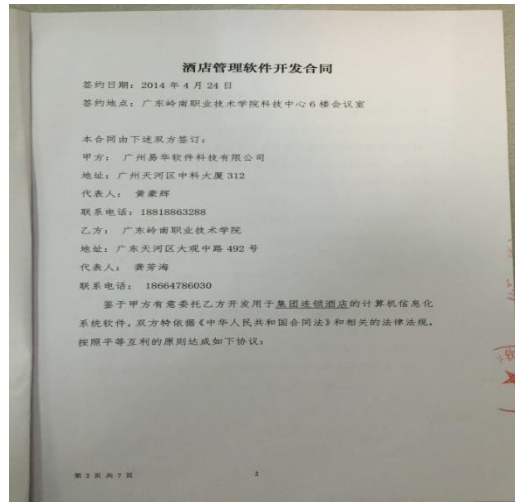 酒店管理软件开发合同
签约日期：2014 年 4 月 24 日
签约地点：广东岭南职业技术学院科技中心 6 楼会议室
本合同由下述双方签订：
甲方： 广州易华软件科技有限公司
地址：广州天河区中科大厦 312
代表人： 黄豪辉
联系电话：18818863288
乙方： 广东岭南职业技术学院
地址：广东天河区大观中路 492 号
代表人： 龚芳海
联系电话： 18664786030
鉴于甲方有意委托乙方开发用于集团连锁酒店的计算机信息化
系统软件，双方特依据《中华人民共和国合同法》和相关的法律法规，
按照平等互利的原则达成如下协议：
第 2 页 共 7 页 2